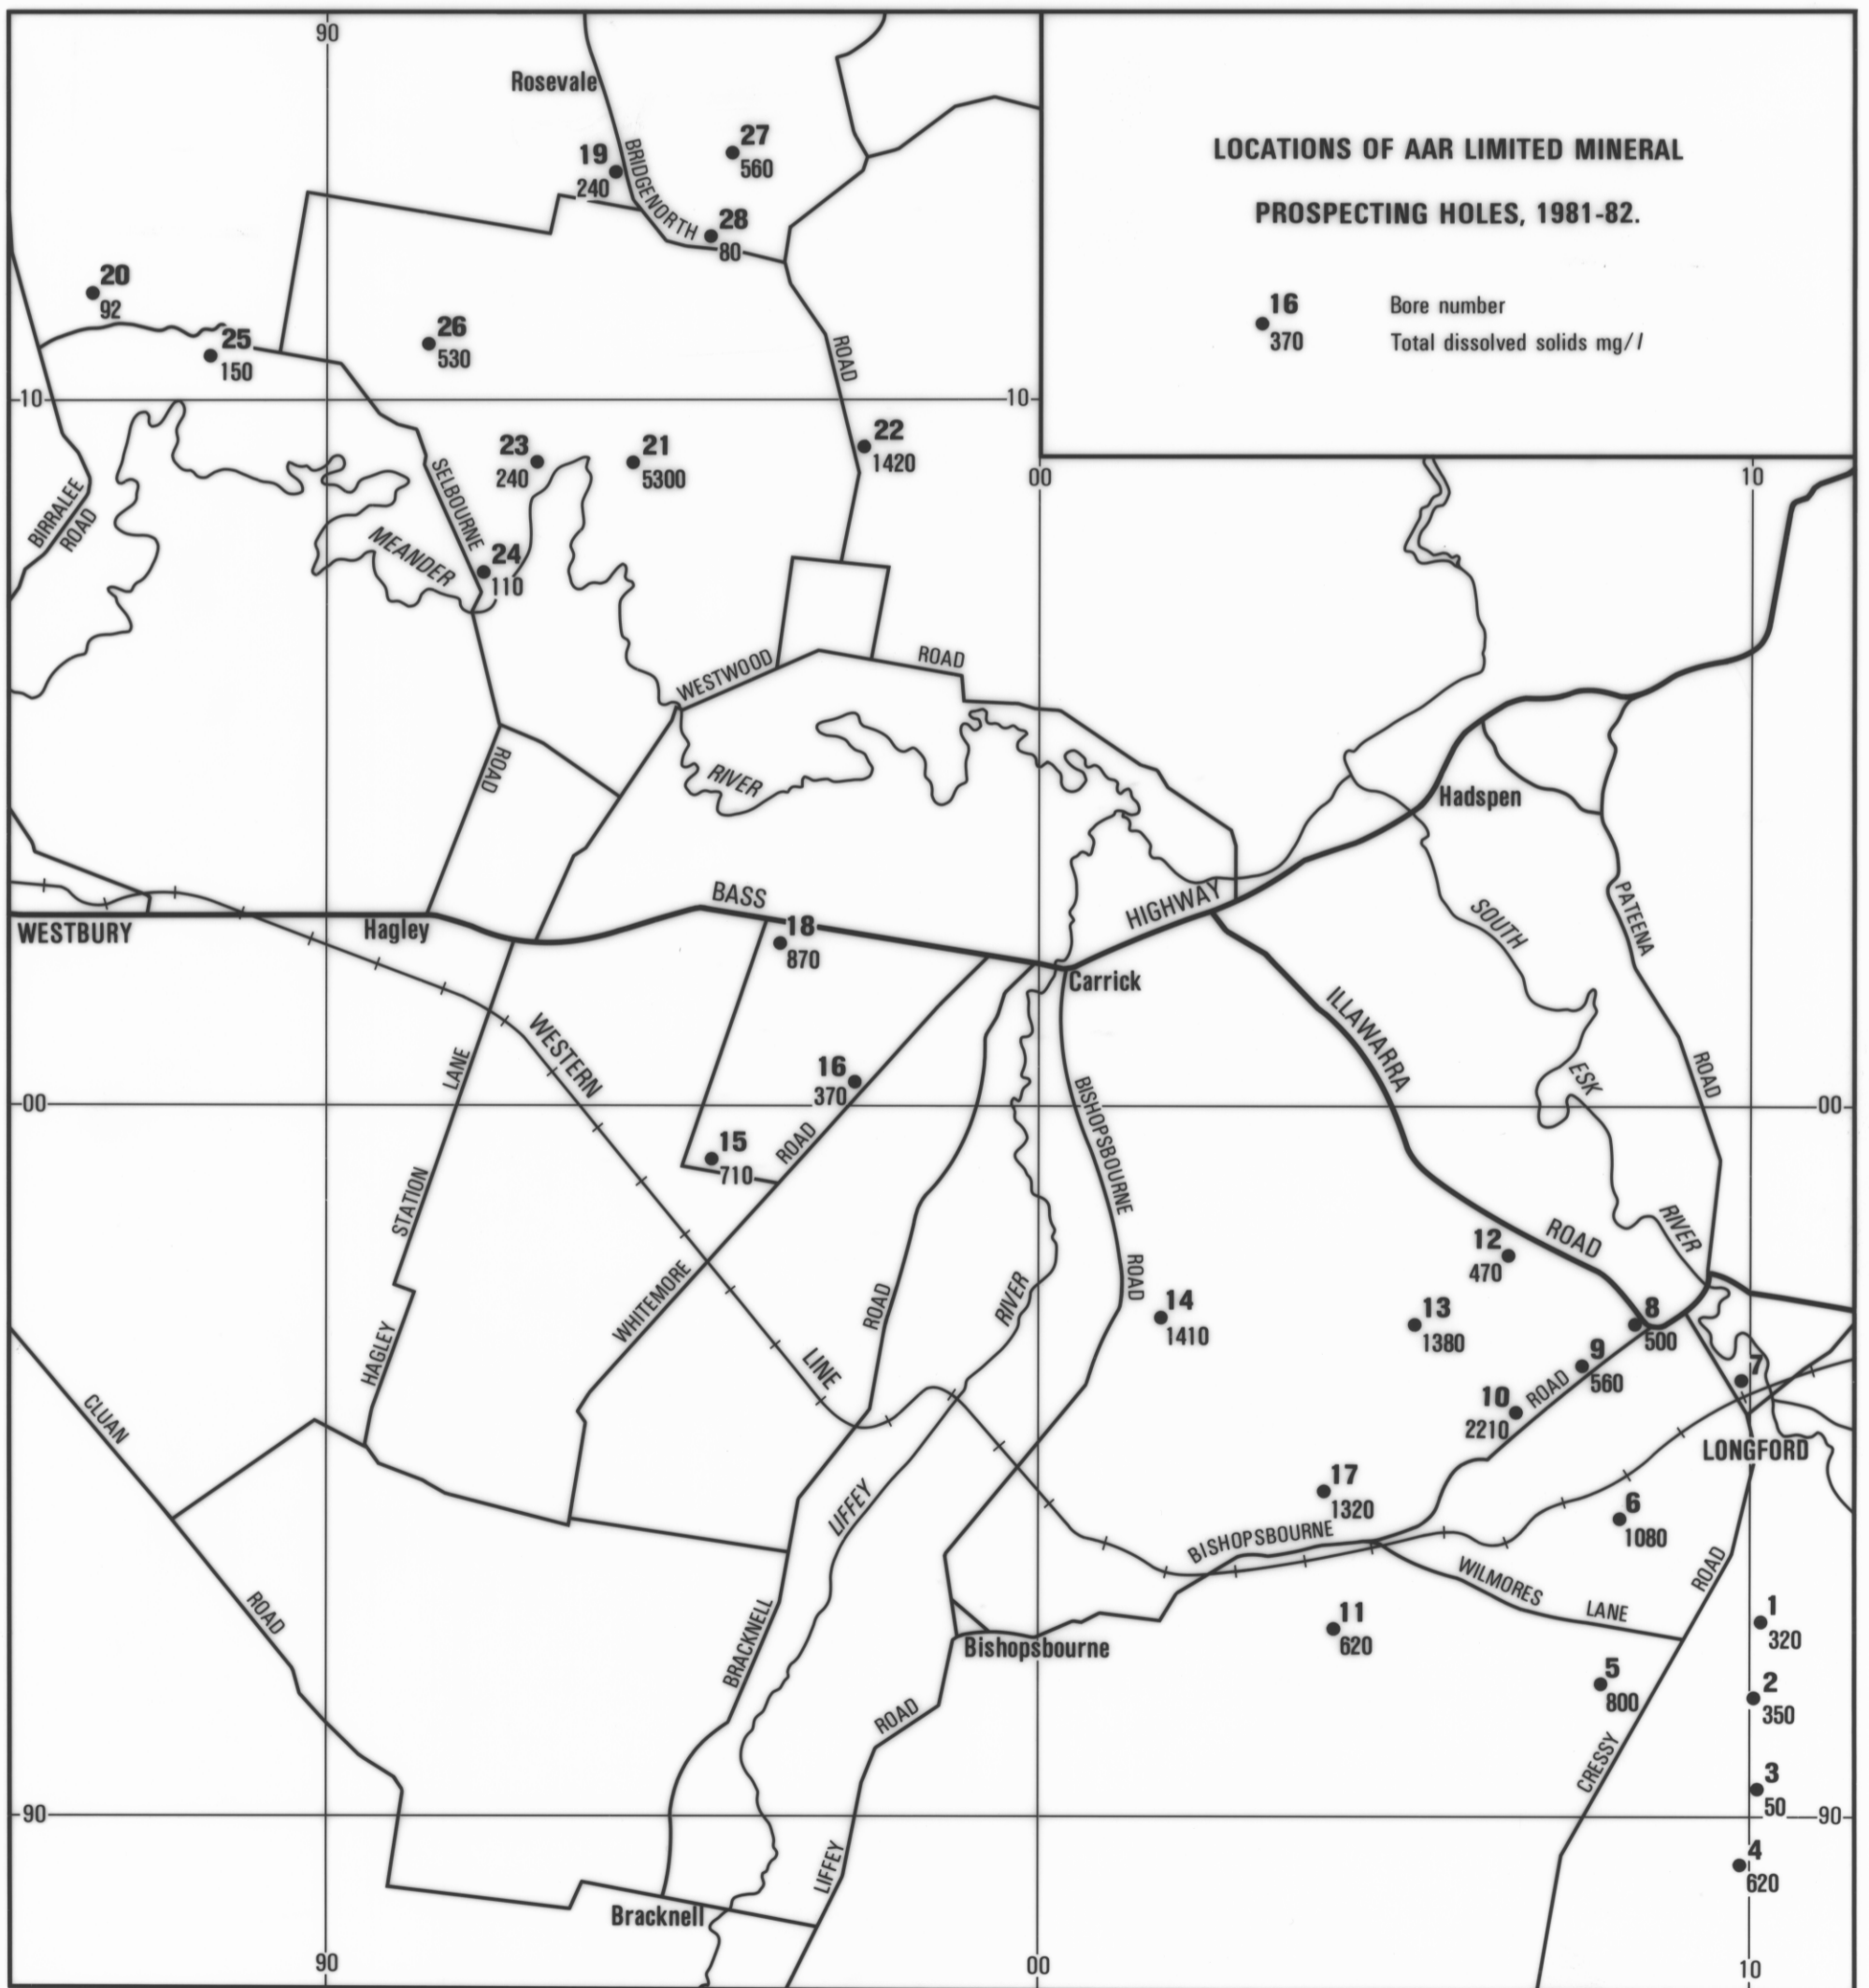 90
Rosevale
27
560
19
240
BRIDGENORTH
28
80
LOCATIONS OF AAR LIMITED MINERAL
PROSPECTING HOLES, 1981-82.
16
Bore number
370
Total dissolved solids mg/l
20
92
25
150
26
530
ROAD
10
10
23
240
21
5300
22
1420
00
10
BIRRALEE
ROAD
SELBOURNE
MEANDER
24
110
WESTWOOD
ROAD
ROAD
RIVER
Hadspen
BASS
HIGHWAY
WESTBURY
Hagley
18
870
Carrick
SOUTH
PATEENA
ILLAWARRA
WESTERN
LANE
16
370
BISHOPSBOURNE
ESK
ROAD
00
00
15
710
ROAD
STATION
WHITEMORE
ROAD
RIVER
ROAD
12
470
ROAD
RIVER
14
1410
13
1380
8
500
HAGLEY
LINE
9
560
7
CLUAN
10
2210
ROAD
LONGFORD
LIFFEY
17
1320
6
1080
BISHOPSBOURNE
WILMORES
LANE
ROAD
ROAD
BRACKNELL
Bishopsbourne
11
620
1
320
5
800
2
350
ROAD
CRESSY
3
50
90
90
LIFFEY
4
620
Bracknell
90
00
10